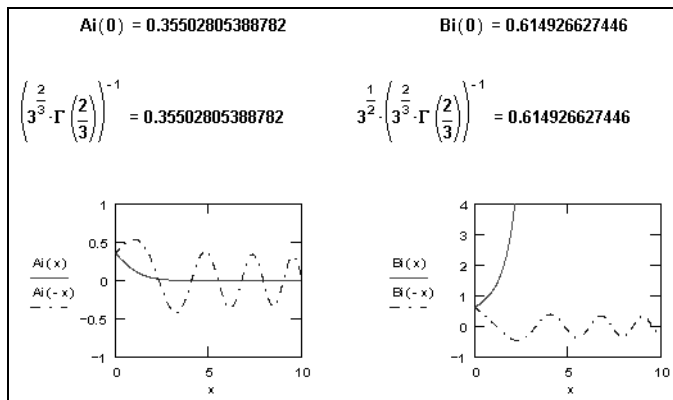 Ai(0) = 0.35502805388782
Bi(0) = 0.614926627446
(3^(2/3)·Γ(2/3))^-1 = 0.35502805388782
3^(1/2)·(3^(2/3)·Γ(2/3))^-1 = 0.614926627446
1
0.5
0
−0.5
−1
Ai(x)
Ai(-x)
0
5
10
x
4
3
2
1
0
−1
Bi(x)
Bi(-x)
0
5
10
x